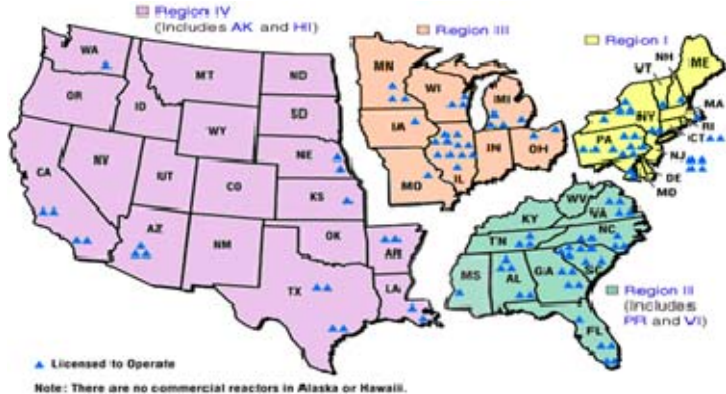 Region IV
(Includes AK and HI)
Region III
Region I
WA
MT
ND
MN
WI
MI
VT
NH
ME
OR
ID
SD
NY
MA
RI
CT
WY
IA
PA
NJ
NE
IL
IN
OH
DE
MD
CA
NV
UT
CO
KS
MO
WV
VA
KY
AZ
NM
OK
AR
TN
NC
SC
TX
LA
MS
AL
GA
Region III
(Includes
PR and VI)
FL
Licensed to Operate
Note: There are no commercial reactors in Alaska or Hawaii.